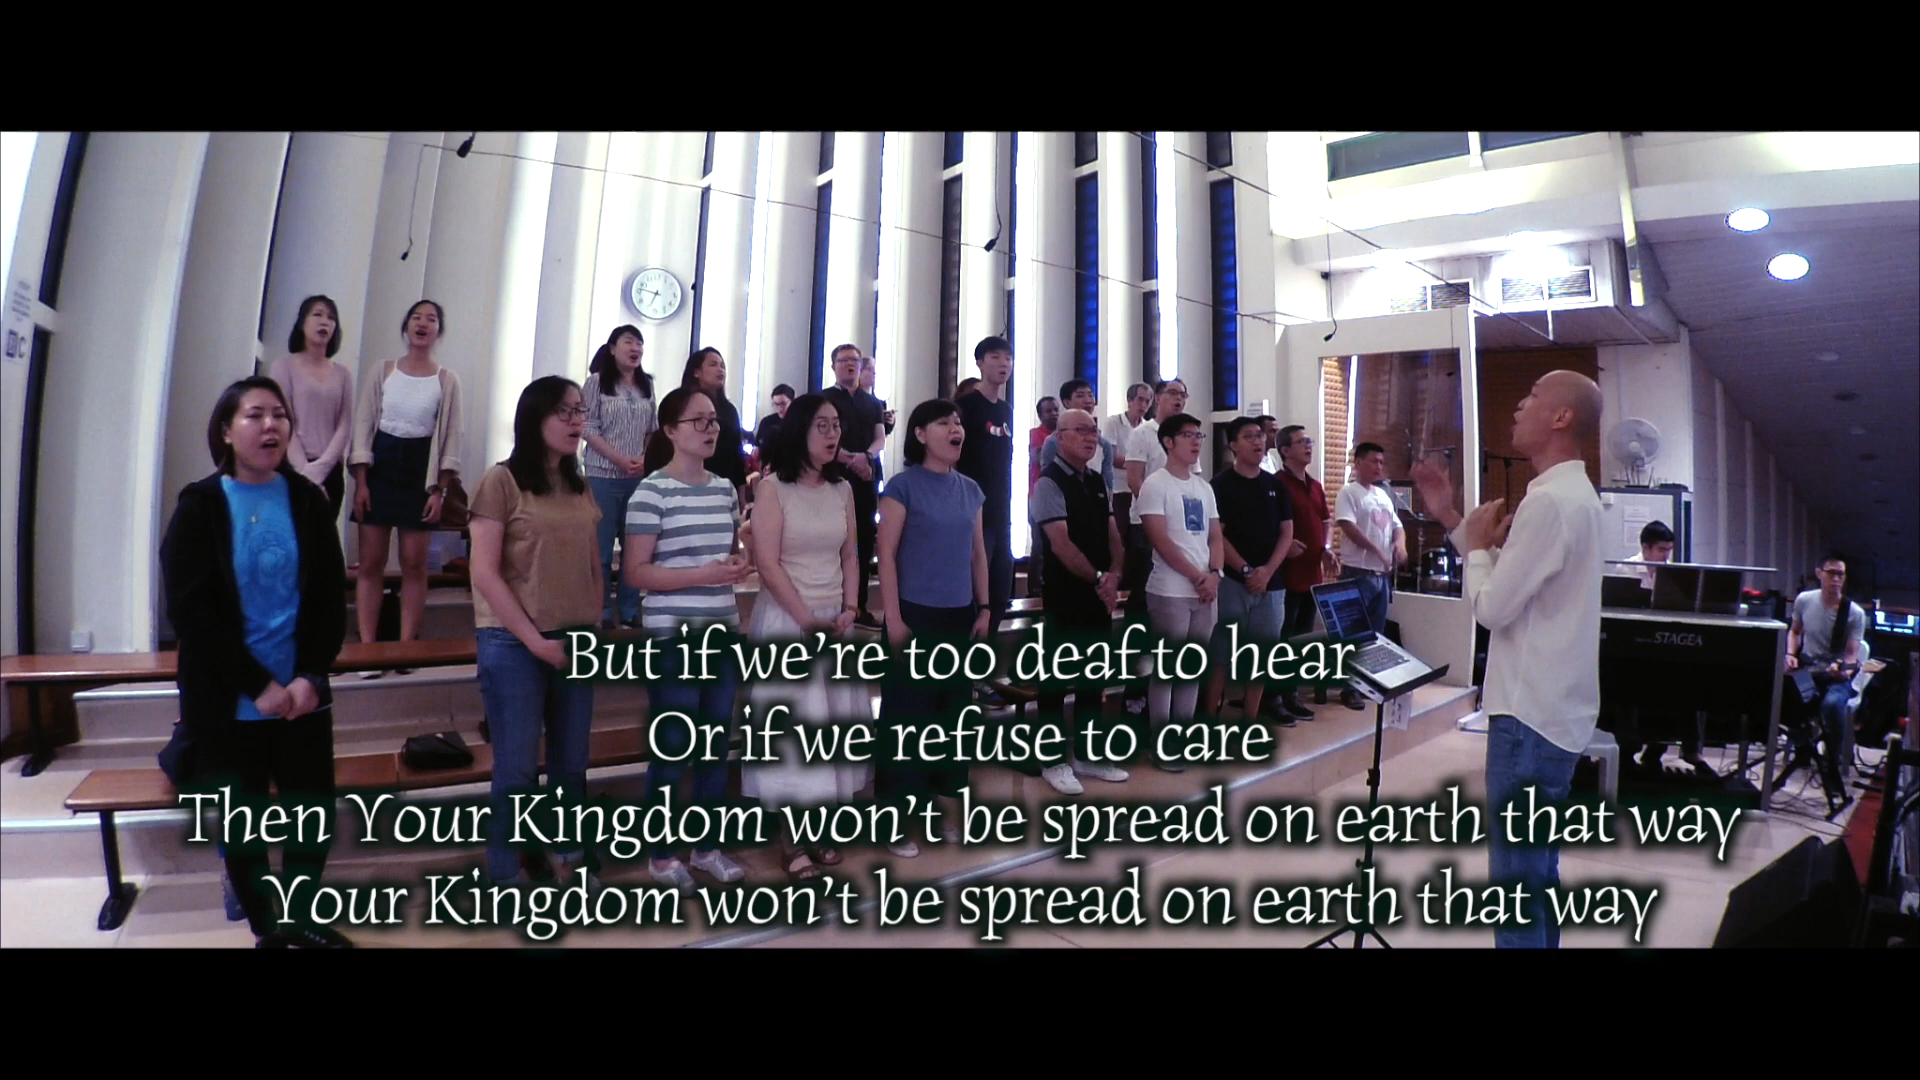 STAGEA
But if we're too deaf to hear
Or if we refuse to care
Then Your Kingdom won't be spread on earth that way
Your Kingdom won't be spread on earth that way